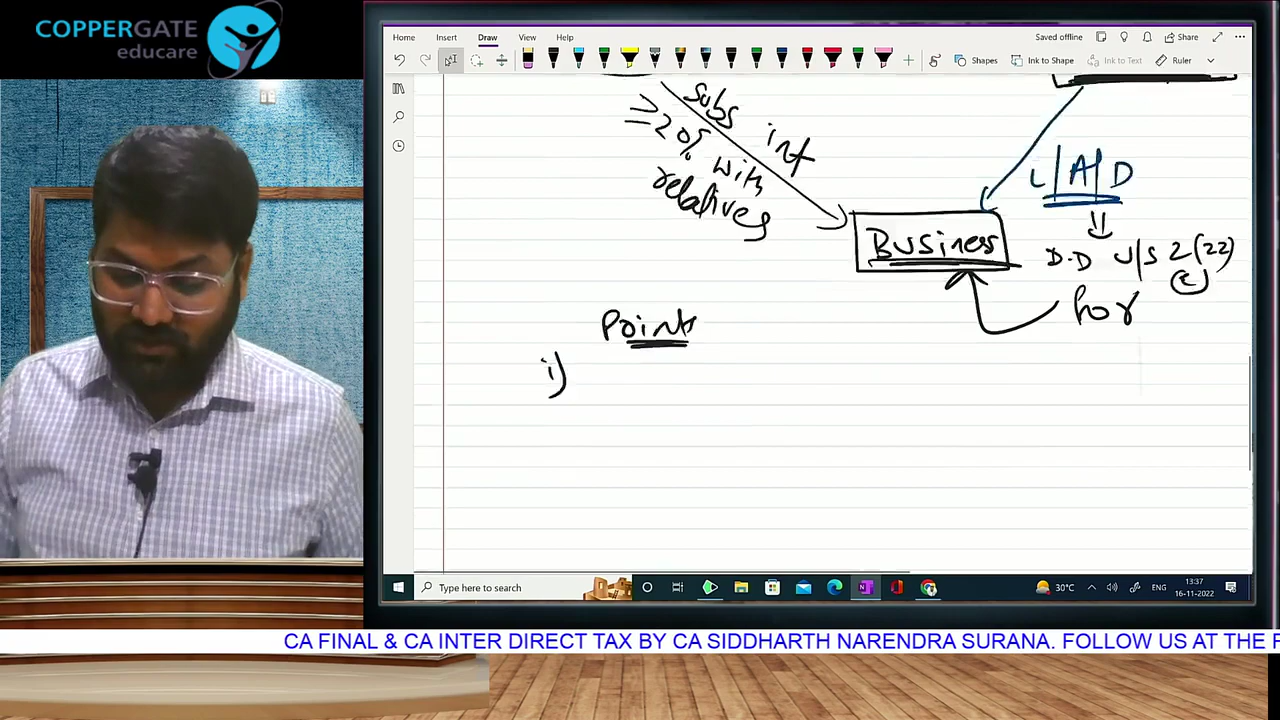 COPPERGATE
educare
Home Insert Draw View Help
Saved offline
Share
Shapes
Ink to Shape
Ink to Text
Ruler
Subs int
≥20% with
relatives
L|A|D
Business
D.D U/S 2(22)
(e)
for
Points
i)
Type here to search
30°C
ENG
13:37
16-11-2022
CA FINAL & CA INTER DIRECT TAX BY CA SIDDHARTH NARENDRA SURANA. FOLLOW US AT THE F